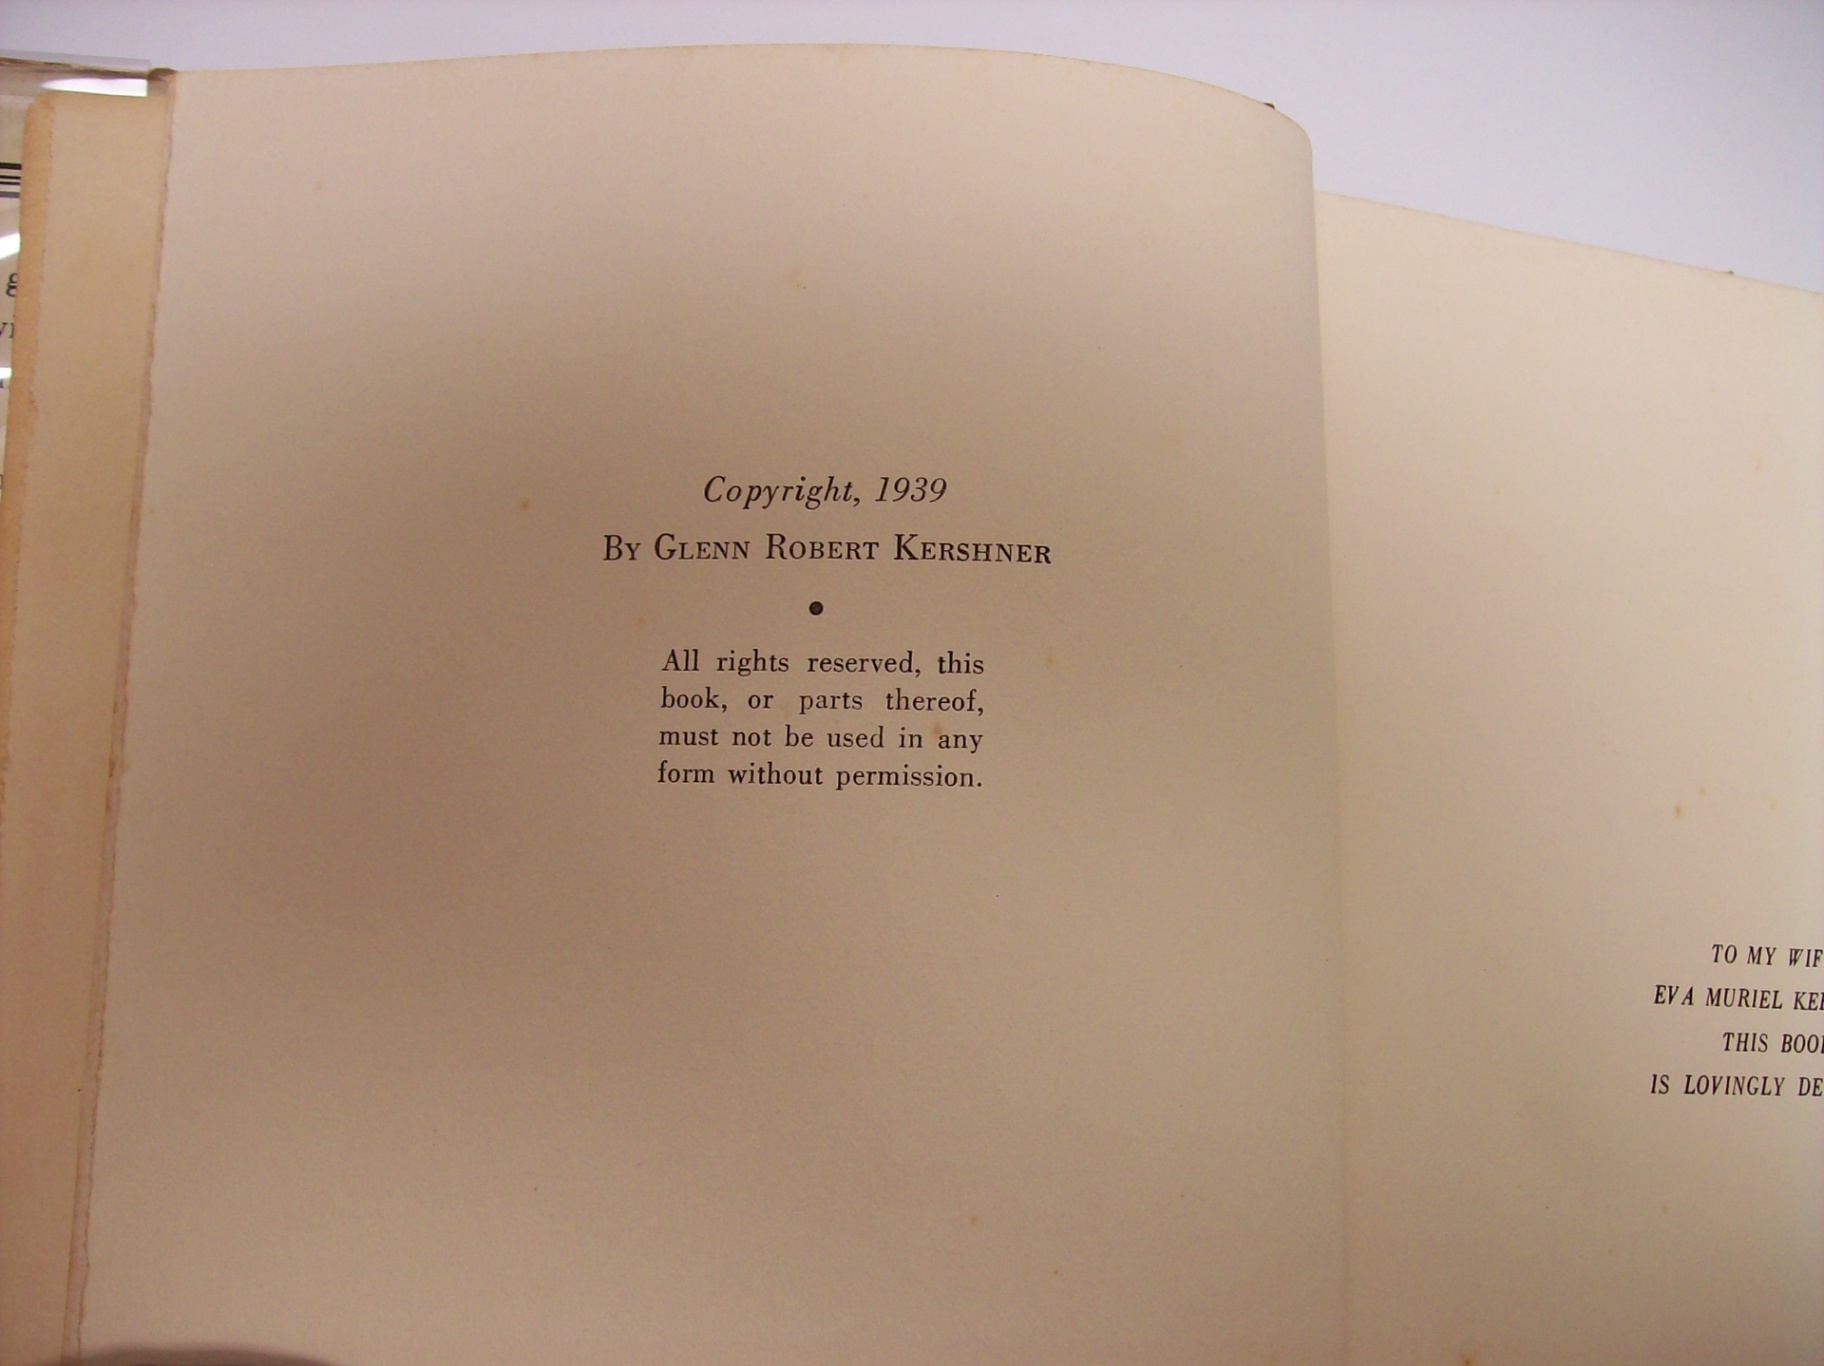 Copyright, 1939
BY GLENN ROBERT KERSHNER
All rights reserved, this
book, or parts thereof,
must not be used in any
form without permission.
TO MY
EVA MURIEL
THIS
IS LOVINGLY